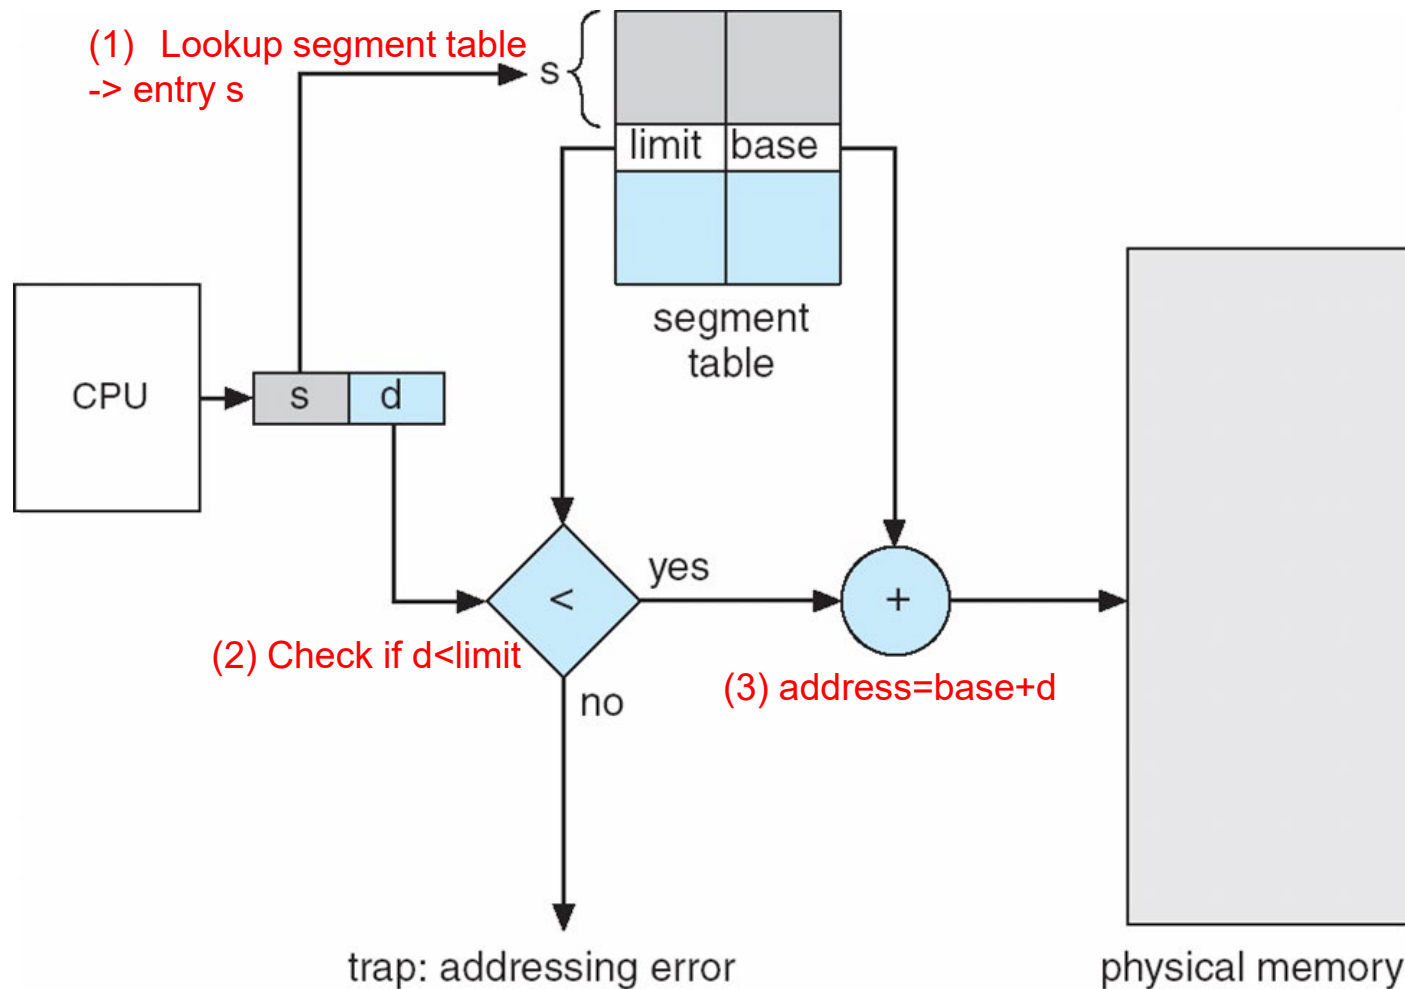 (1) Lookup segment table
-> entry s
s
limit base
segment
table
CPU
s d
<
yes
+
(2) Check if d<limit
(3) address=base+d
no
trap: addressing error
physical memory